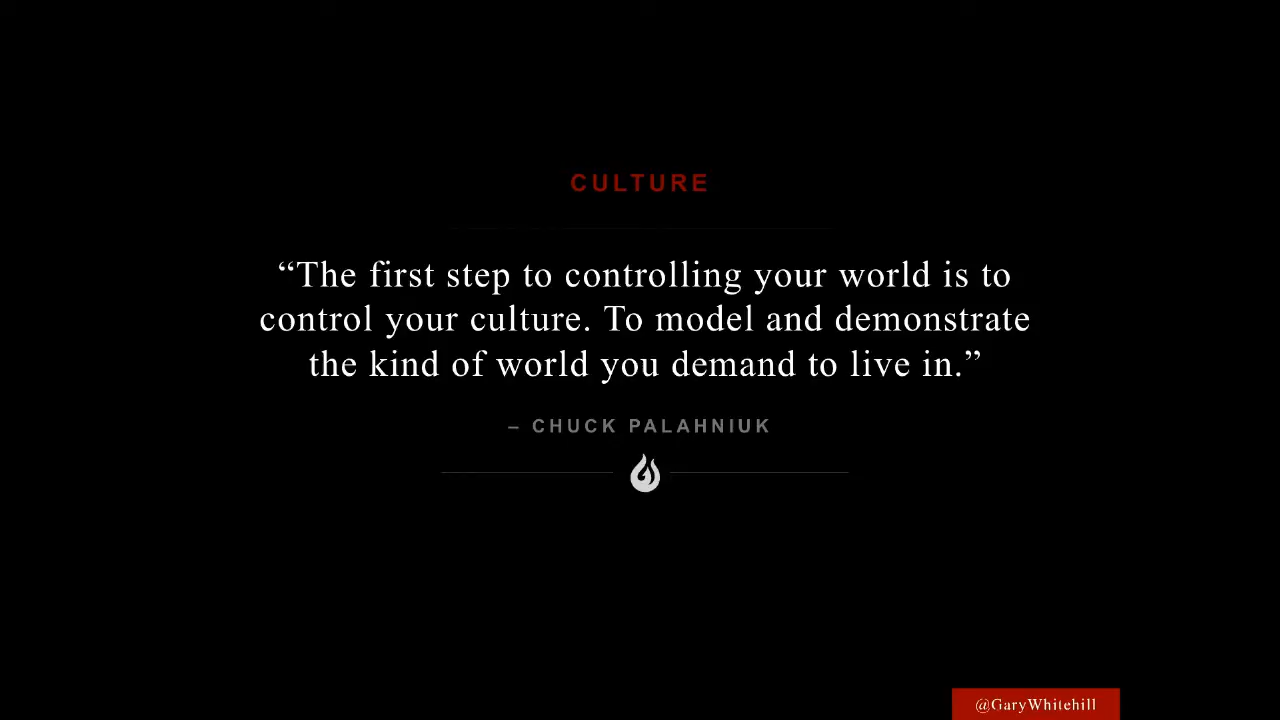 CULTURE
“The first step to controlling your world is to
control your culture. To model and demonstrate
the kind of world you demand to live in.”
– CHUCK PALAHNIUK
@GaryWhitehill